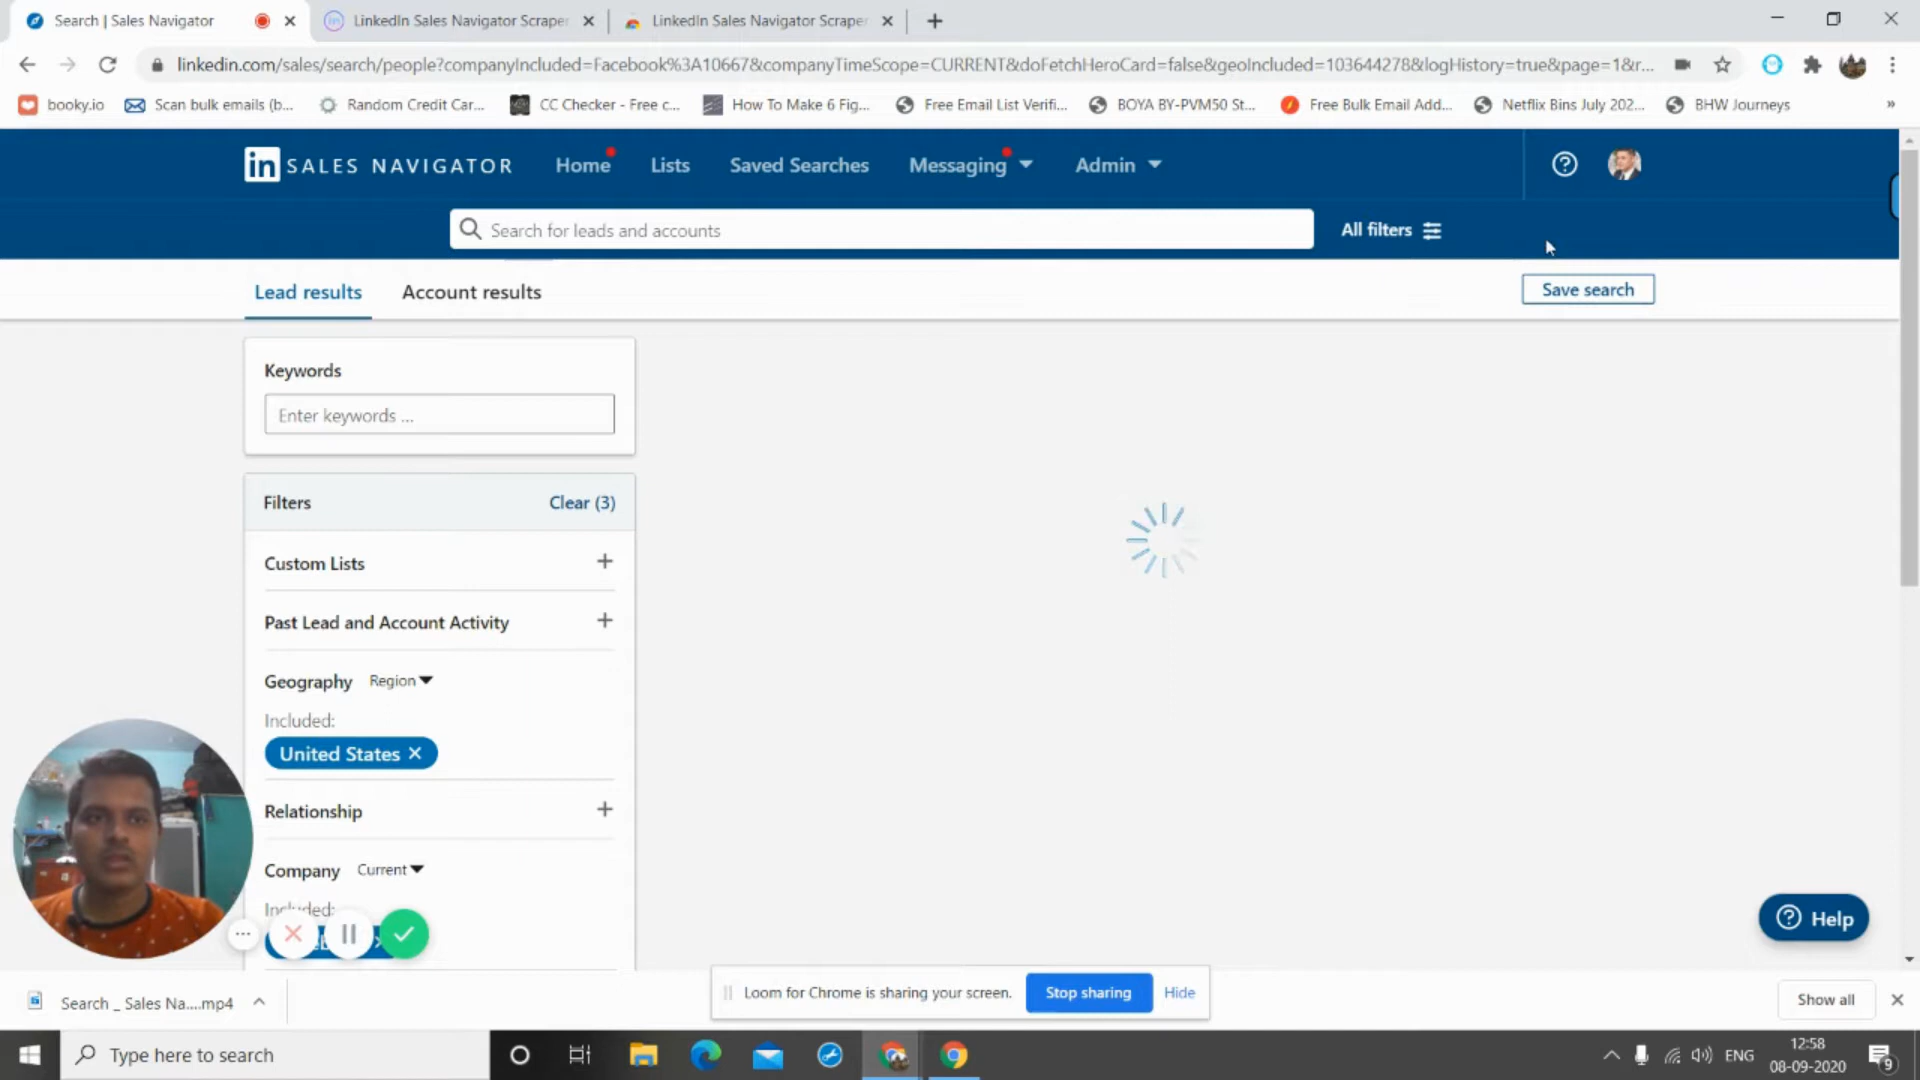 Search | Sales Navigator
LinkedIn Sales Navigator Scraper
LinkedIn Sales Navigator Scraper
linkedin.com/sales/search/people?companyIncluded=Facebook%3A10667&companyTimeScope=CURRENT&doFetchHeroCard=false&geoIncluded=103644278&logHistory=true&page=1&r...
booky.io
Scan bulk emails (b...
Random Credit Car...
CC Checker - Free c...
How To Make 6 Fig...
Free Email List Verifi...
BOYA BY-PVM50 St...
Free Bulk Email Add...
Netflix Bins July 202...
BHW Journeys
»
in SALES NAVIGATOR
Home
Lists
Saved Searches
Messaging
Admin
Search for leads and accounts
All filters
Lead results
Account results
Save search
Keywords
Enter keywords ...
Filters
Clear (3)
Custom Lists
Past Lead and Account Activity
Geography Region
Included:
United States
Relationship
Company Current
Included:
Help
Search _ Sales Na....mp4
Loom for Chrome is sharing your screen.
Stop sharing
Hide
Show all
Type here to search
ENG
12:58
08-09-2020
9